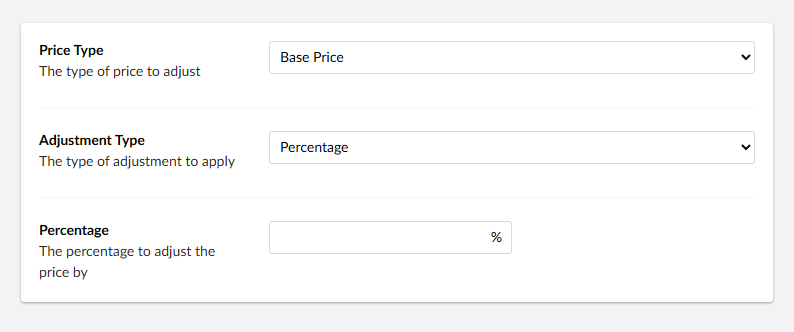 Price Type
The type of price to adjust
Base Price
Adjustment Type
The type of adjustment to apply
Percentage
Percentage
The percentage to adjust the
price by
%